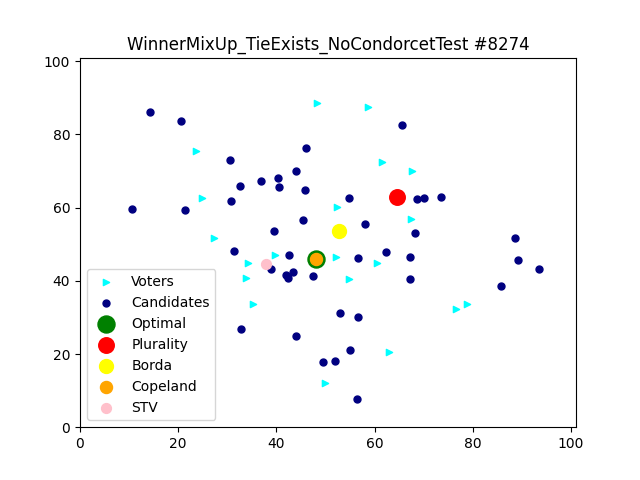 WinnerMixUp_TieExists_NoCondorcetTest #8274
100
80
60
40
20
0
Voters
Candidates
Optimal
Plurality
Borda
Copeland
STV
0 20 40 60 80 100